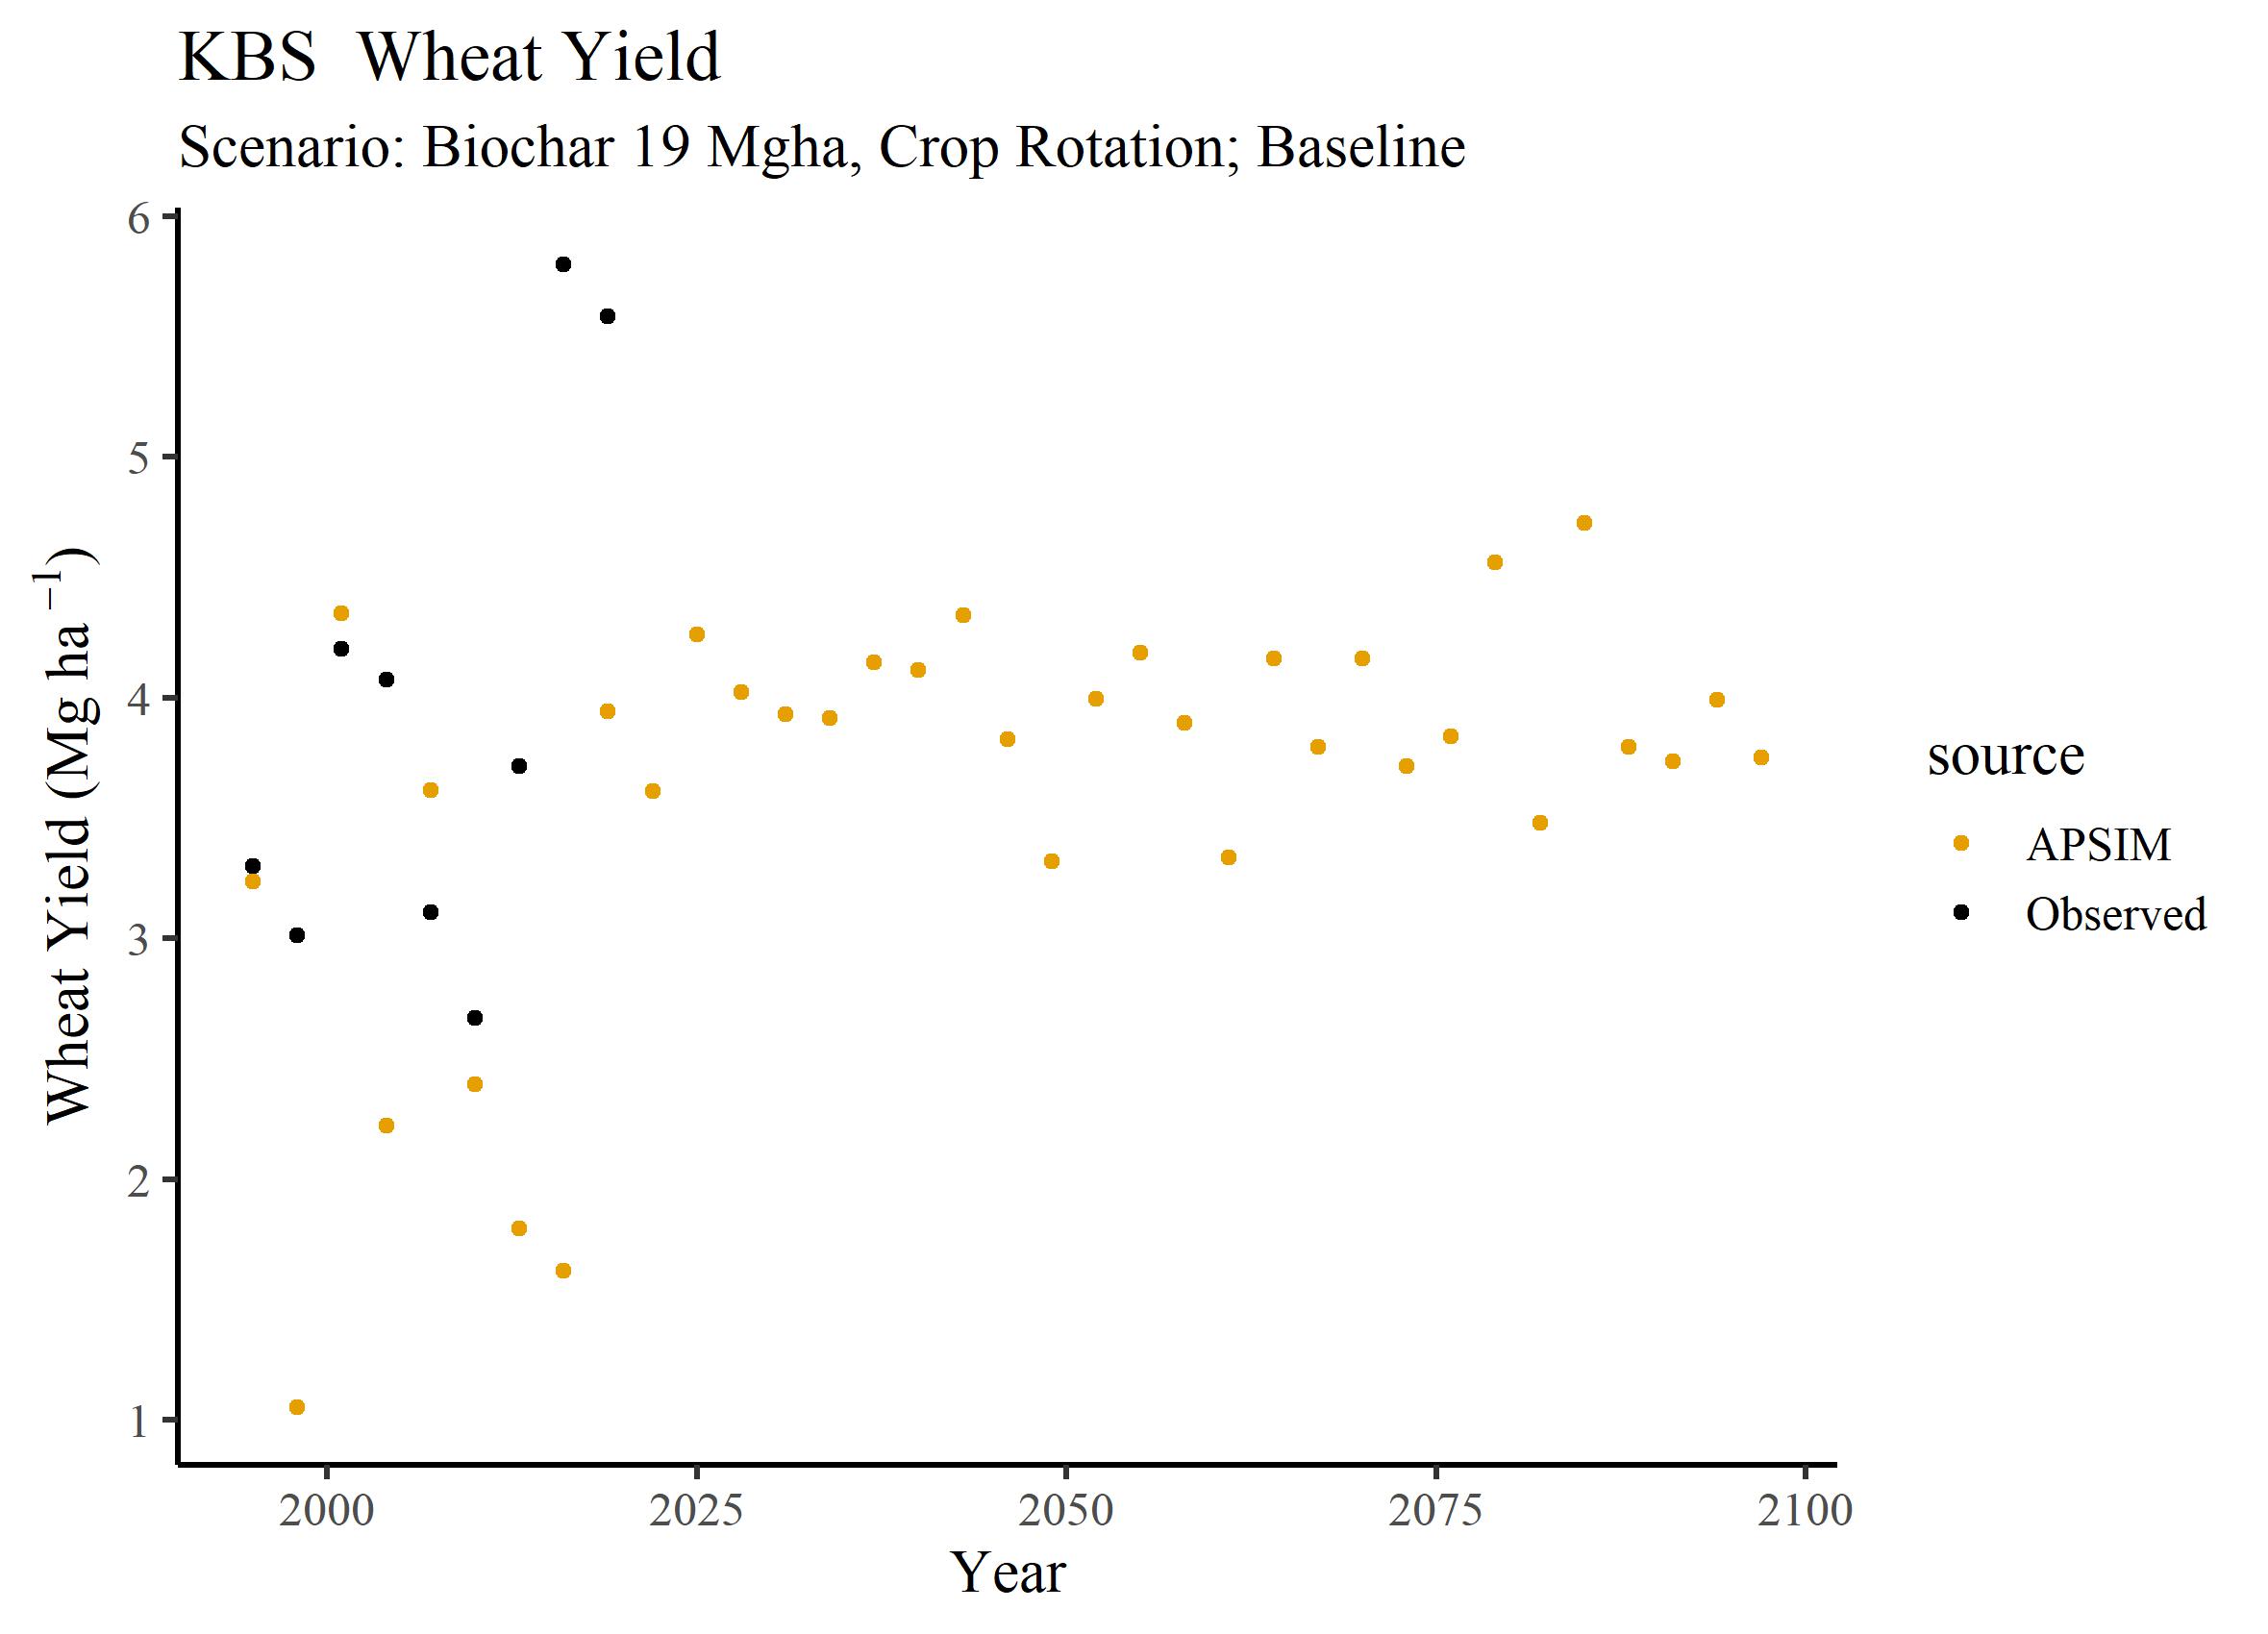 KBS  Wheat Yield
Scenario: Biochar 19 Mgha, Crop Rotation; Baseline
6
5
4
3
2
1
Wheat Yield (Mg ha⁻¹)
2000 2025 2050 2075 2100
Year
source
APSIM
Observed